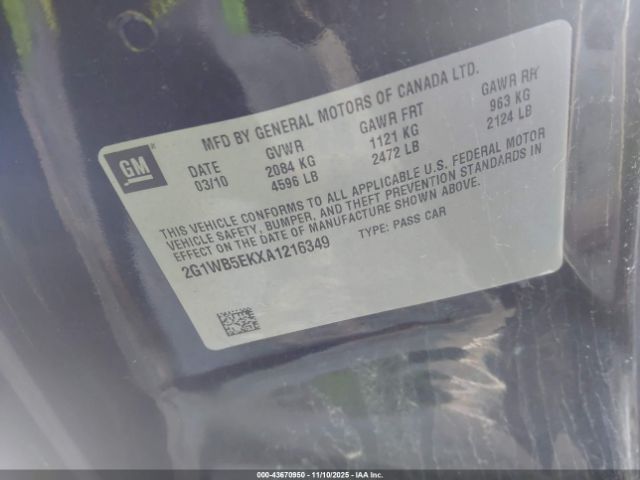 MFD BY GENERAL MOTORS OF CANADA LTD.
GM
DATE GVWR GAWR FRT GAWR RR
03/10 2084 KG 1121 KG 963 KG
4596 LB 2472 LB 2124 LB
THIS VEHICLE CONFORMS TO ALL APPLICABLE U.S. FEDERAL MOTOR
VEHICLE SAFETY, BUMPER, AND THEFT PREVENTION STANDARDS IN
EFFECT ON THE DATE OF MANUFACTURE SHOWN ABOVE.
2G1WB5EKXA1216349 TYPE: PASS CAR
000-43670950 - 11/10/2025 - IAA Inc.